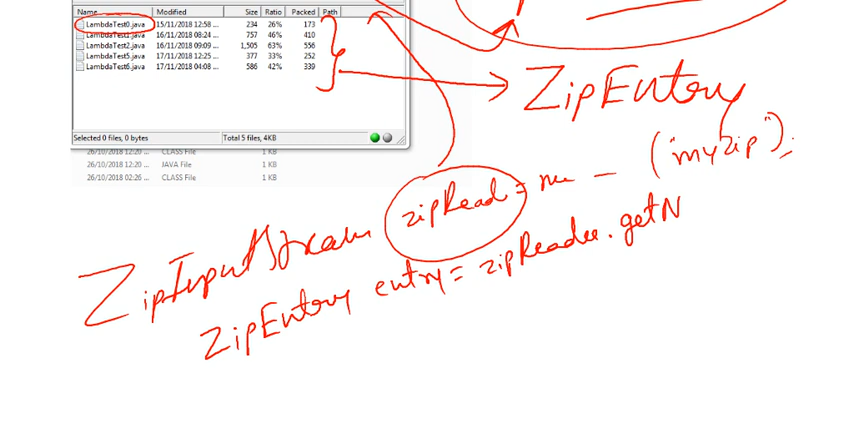 Name Modified Size Ratio Packed Path
LambdaTest0.java 15/11/2018 12:58 ... 234 26% 173
LambdaTest1.java 16/11/2018 08:24 ... 757 46% 410
LambdaTest2.java 16/11/2018 09:09 ... 1,505 63% 556
LambdaTest5.java 17/11/2018 12:25 ... 377 33% 252
LambdaTest6.java 17/11/2018 04:08 ... 586 42% 339
ZipEntry
Selected 0 files, 0 bytes Total 5 files, 4KB
26/10/2018 12:20 ... CLASS File 1 KB
26/10/2018 12:20 ... JAVA File 1 KB
26/10/2018 02:26 ... CLASS File 1 KB
ZipInputStream zipRead = ne - ("myzip");
ZipEntry entry = zipReader.getN